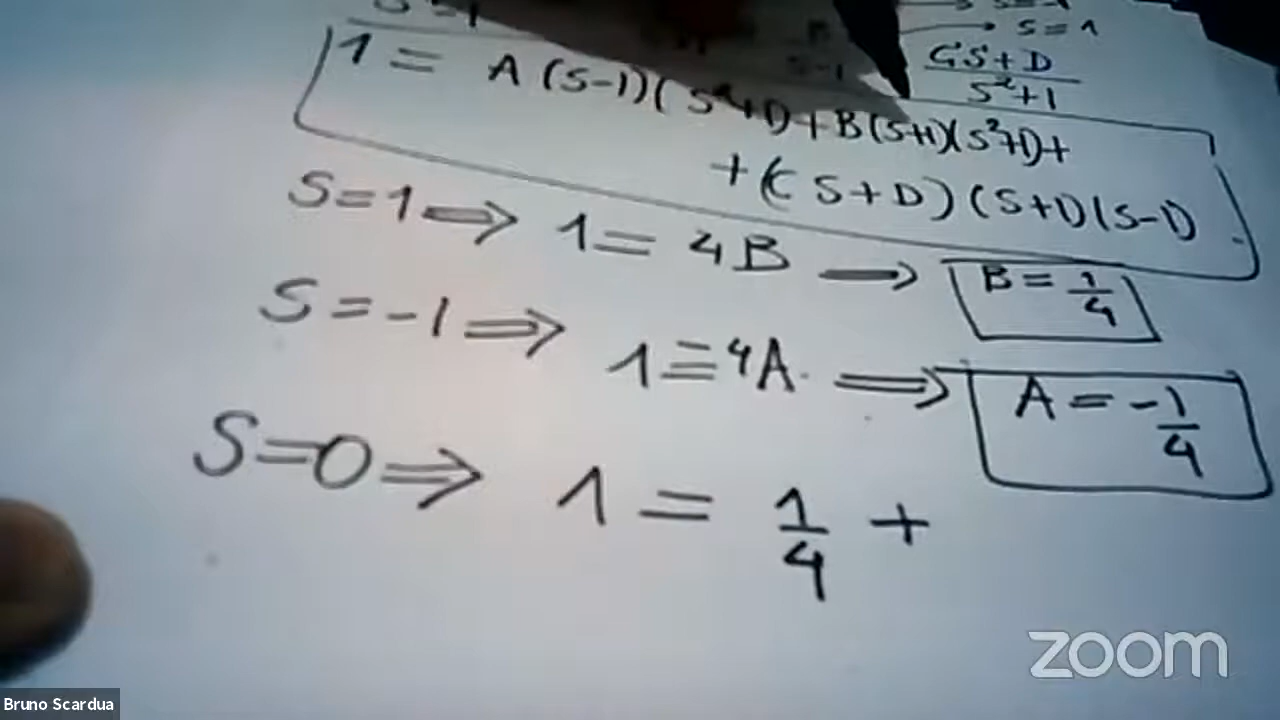 S = 1
1 = A (S-1)(S²+1)+B(S+1)(S²+1)+
CS+D
S²+1
+(CS+D)(S+1)(S-1)
S=1 ⟹ 1 = 4B → B = 1/4
S=-1 ⟹ 1 = 4A. ⟹ A = -1/4
S=0 ⟹ 1 = 1/4 +
zoom
Bruno Scardua